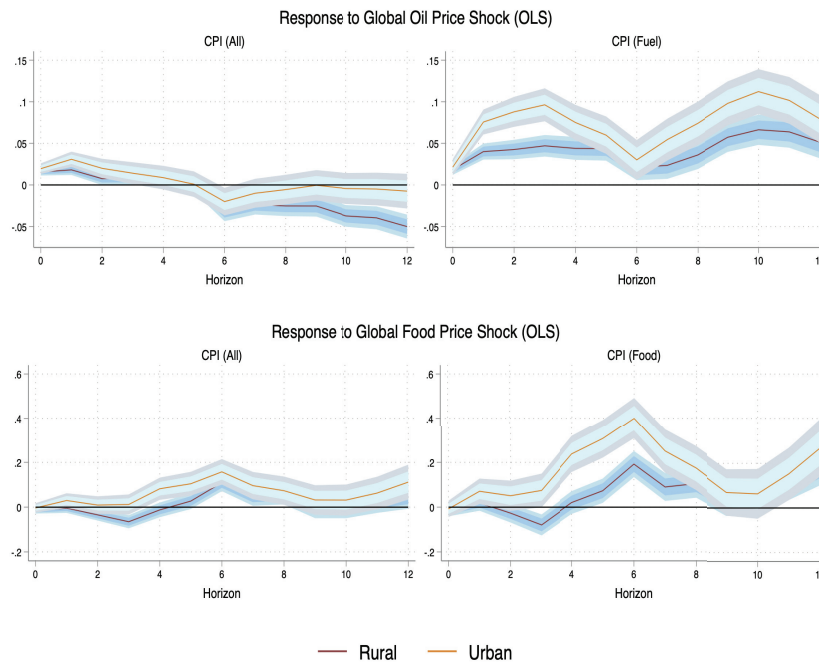 Response to Global Oil Price Shock (OLS)
CPI (All)
CPI (Fuel)
.15
.1
.05
0
-.05
0 2 4 6 8 10 12
Horizon
.15
.1
.05
0
-.05
0 2 4 6 8 10
Horizon
Response to Global Food Price Shock (OLS)
CPI (All)
CPI (Food)
.6
.4
.2
0
-.2
0 2 4 6 8 10 12
Horizon
.6
.4
.2
0
-.2
0 2 4 6 8 10
Horizon
Rural Urban